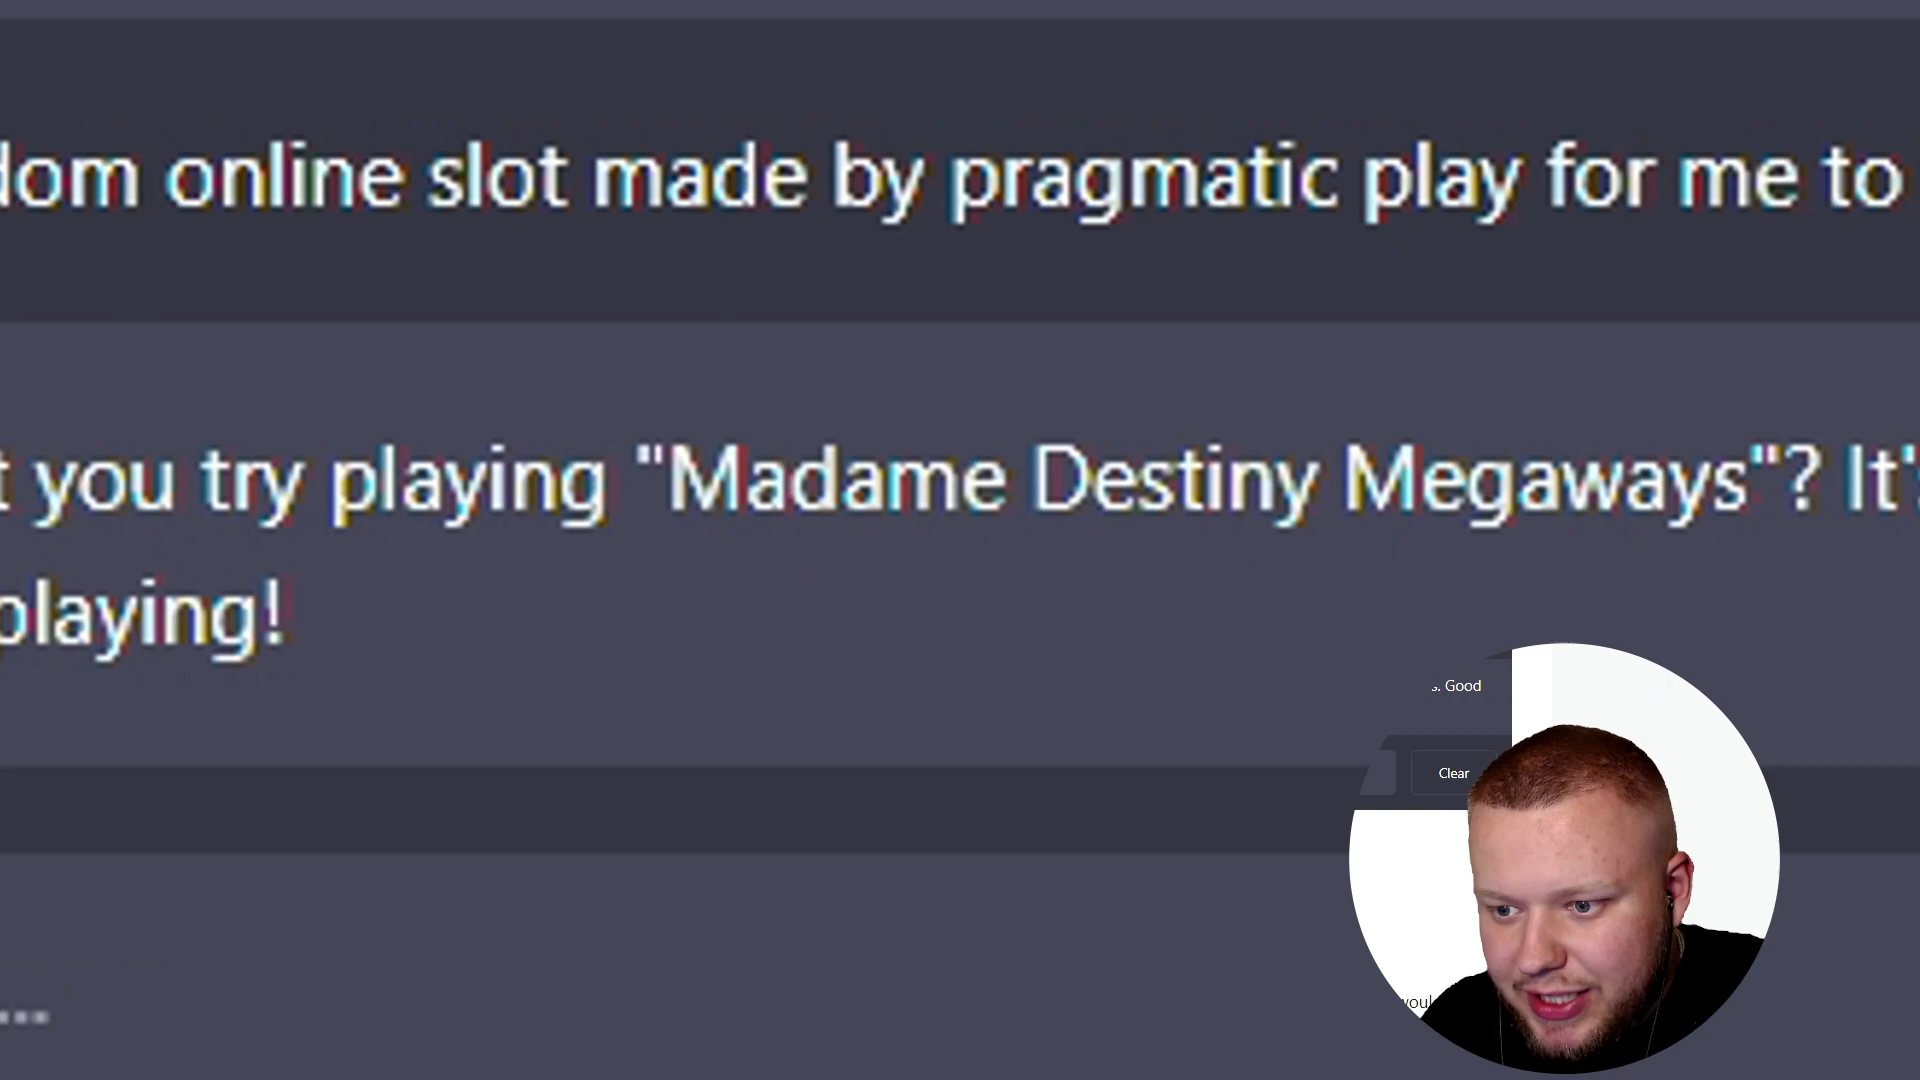 online slot made by pragmatic play for me to
you try playing "Madame Destiny Megaways"? It's
playing!
Good
Clear